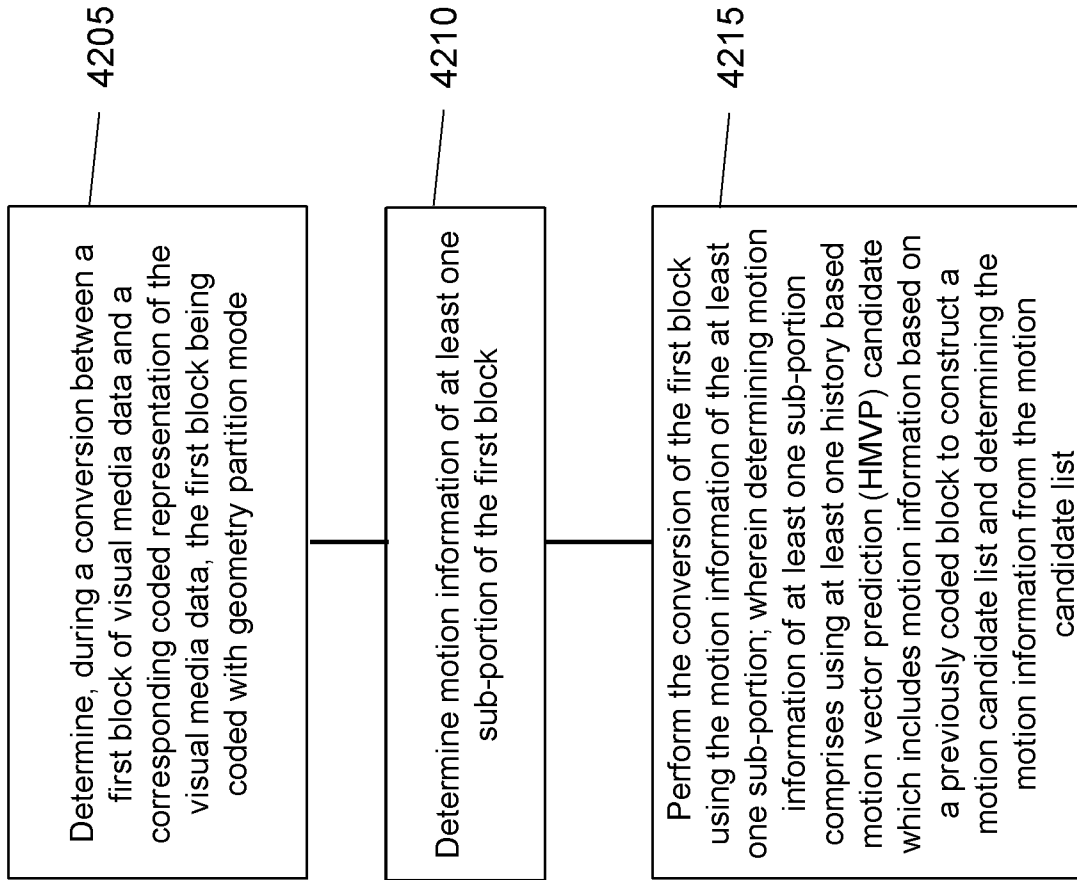 4205
Determine, during a conversion between a
first block of visual media data and a
corresponding coded representation of the
visual media data, the first block being
coded with geometry partition mode
4210
Determine motion information of at least one
sub-portion of the first block
4215
Perform the conversion of the first block
using the motion information of the at least
one sub-portion; wherein determining motion
information of at least one sub-portion
comprises using at least one history based
motion vector prediction (HMVP) candidate
which includes motion information based on
a previously coded block to construct a
motion candidate list and determining the
motion information from the motion
candidate list